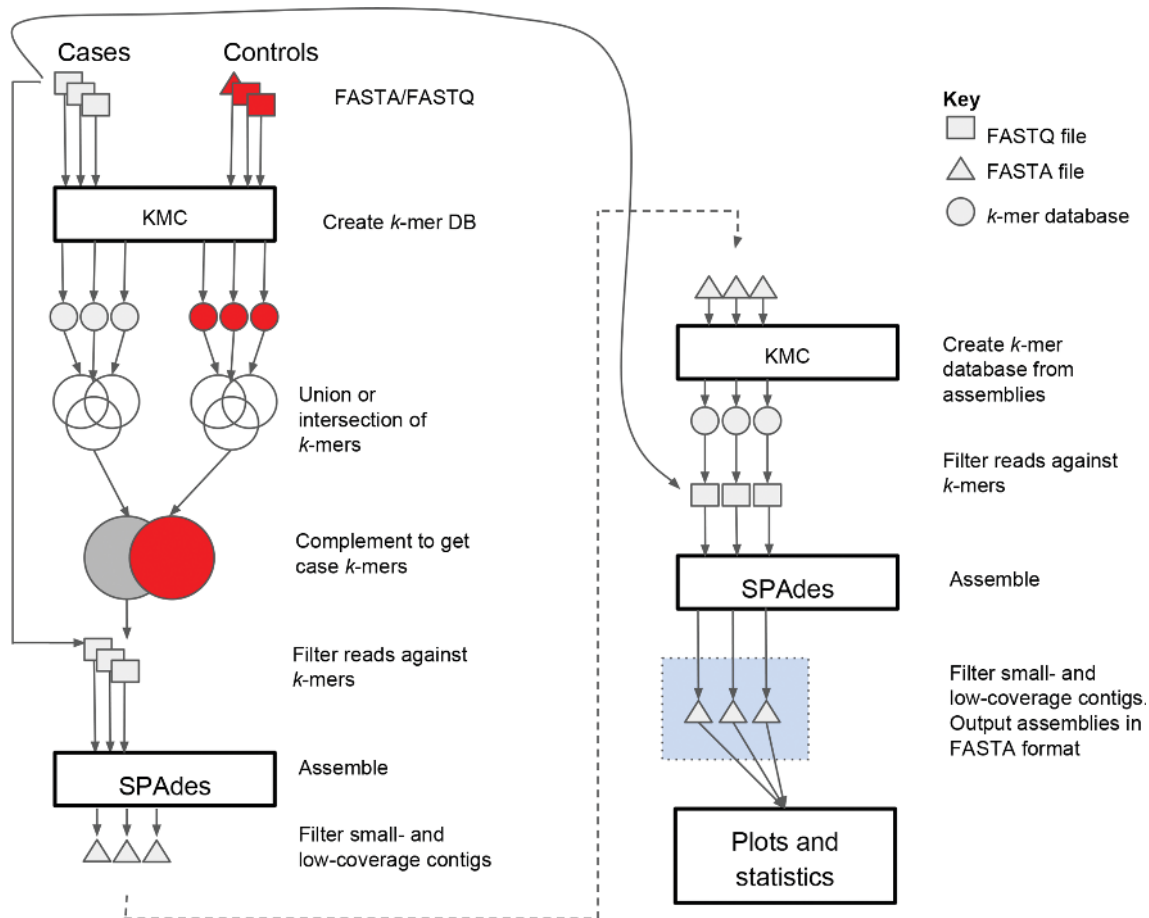 Cases
Controls
FASTA/FASTQ
KMC
Create k-mer DB
Union or
intersection of
k-mers
Complement to get
case k-mers
Filter reads against
k-mers
SPAdes
Assemble
Filter small- and
low-coverage contigs
Key
FASTQ file
FASTA file
k-mer database
KMC
Create k-mer
database from
assemblies
Filter reads against
k-mers
SPAdes
Assemble
Filter small- and
low-coverage contigs.
Output assemblies in
FASTA format
Plots and
statistics